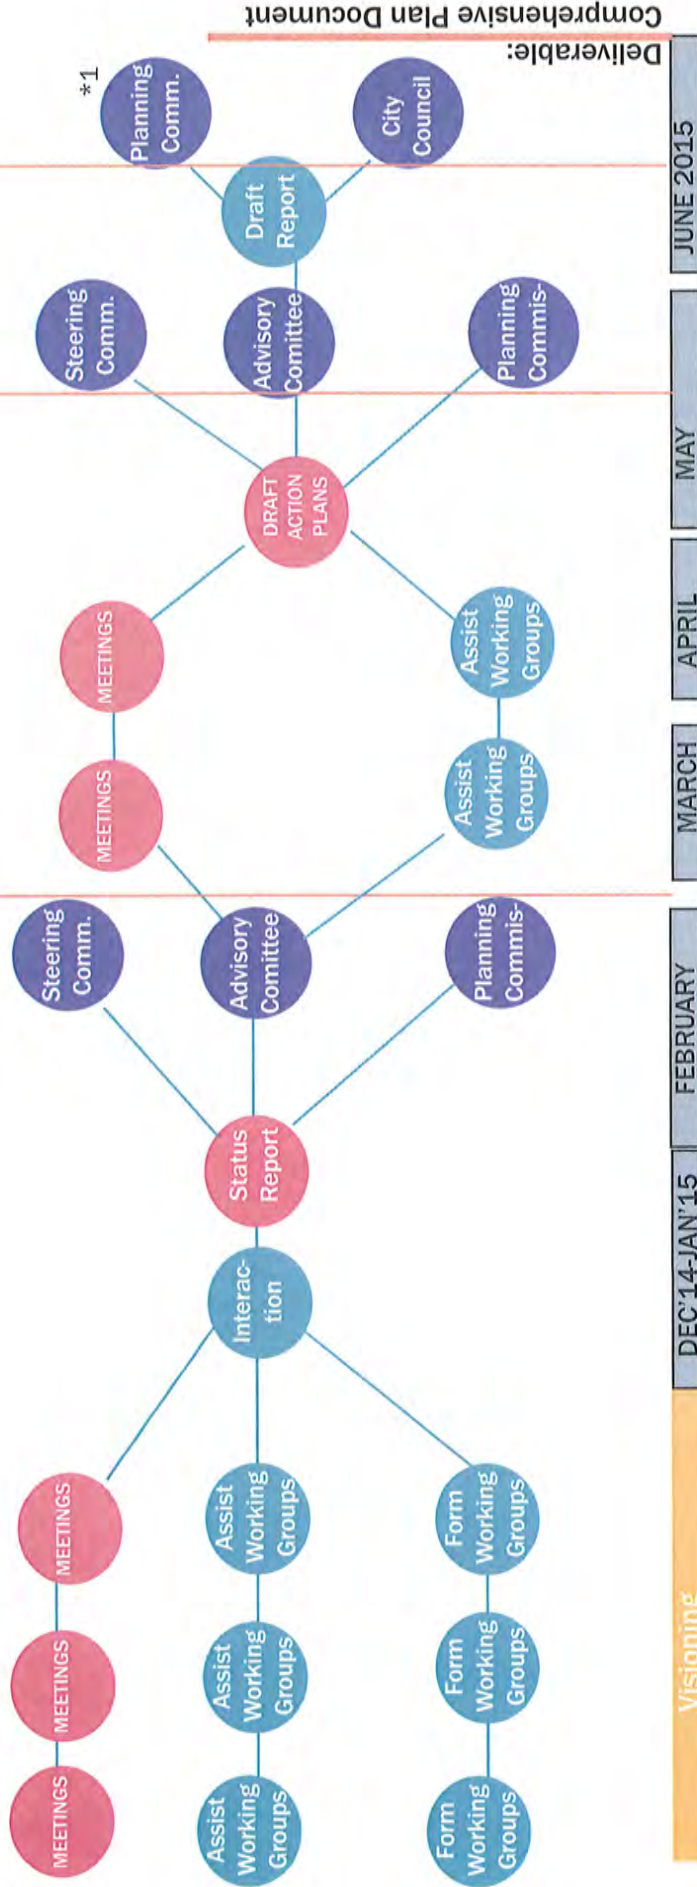 MEETINGS
MEETINGS
MEETINGS
Assist
Working
Groups
Assist
Working
Groups
Assist
Working
Groups
Form
Working
Groups
Form
Working
Groups
Form
Working
Groups
Interac-
tion
Status
Report
Steering
Comm.
Advisory
Comittee
Planning
Commis-
MEETINGS
MEETINGS
Assist
Working
Groups
Assist
Working
Groups
DRAFT
ACTION
PLANS
Steering
Comm.
Advisory
Comittee
Planning
Commis-
Draft
Report
Planning
Comm.
*1
City
Council
Deliverable:
Comprehensive Plan Document
Visioning
DEC'14-JAN'15
FEBRUARY
MARCH
APRIL
MAY
JUNE 2015